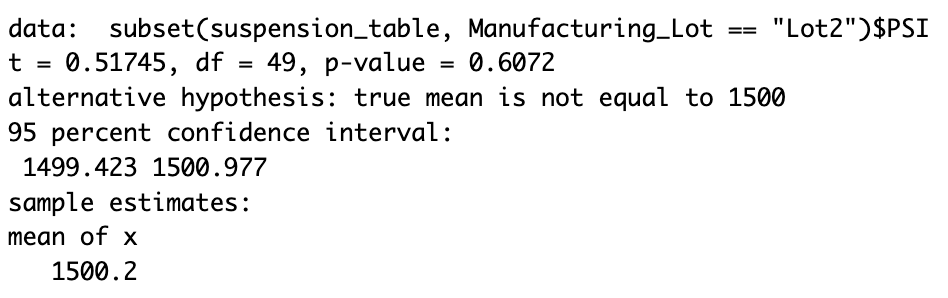 data:  subset(suspension_table, Manufacturing_Lot == "Lot2")$PSI
t = 0.51745, df = 49, p-value = 0.6072
alternative hypothesis: true mean is not equal to 1500
95 percent confidence interval:
 1499.423 1500.977
sample estimates:
mean of x
   1500.2